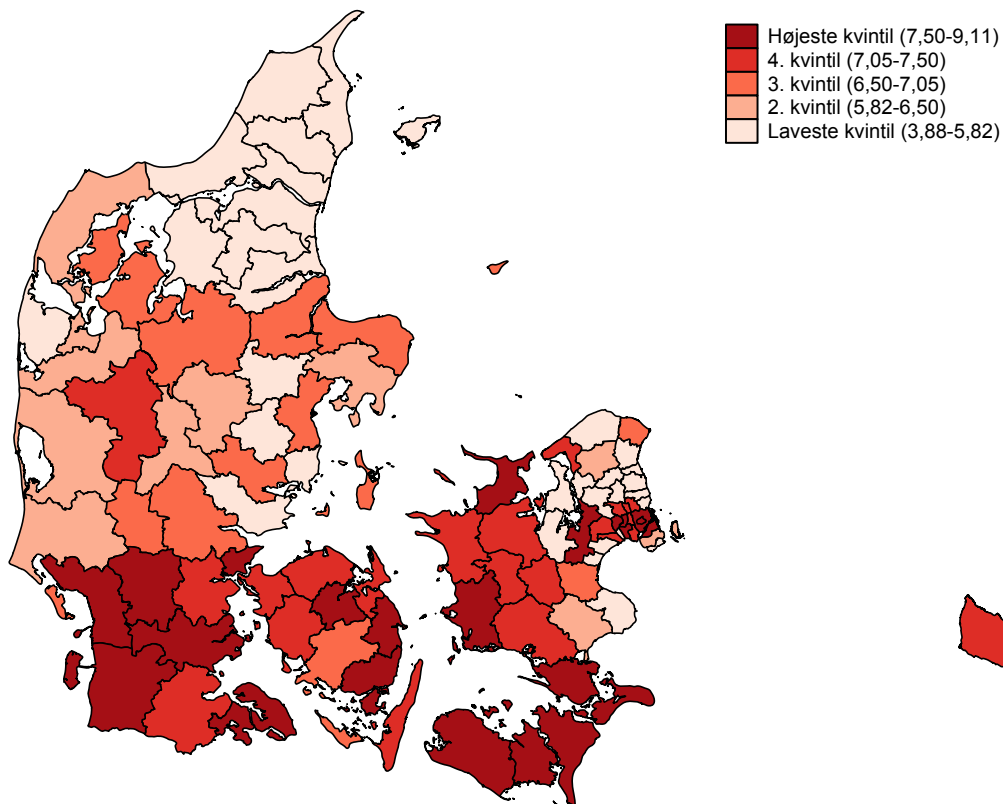 Højeste kvintil (7,50-9,11)
4. kvintil (7,05-7,50)
3. kvintil (6,50-7,05)
2. kvintil (5,82-6,50)
Laveste kvintil (3,88-5,82)